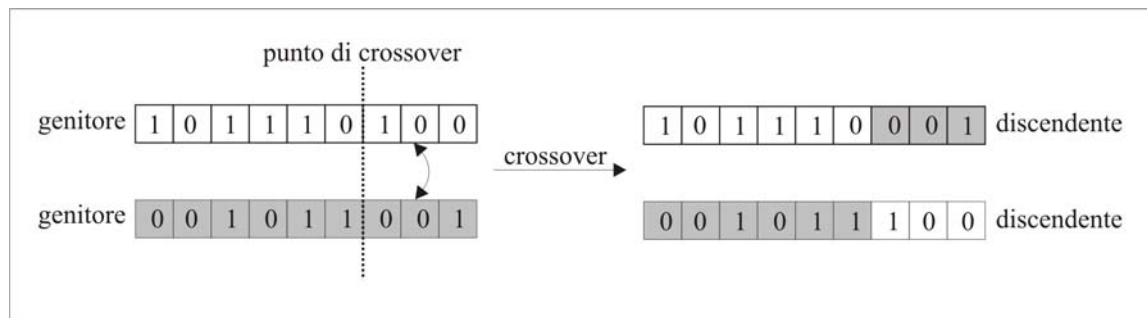 punto di crossover
genitore 1 0 1 1 1 0 1 0 0
1 0 1 1 1 0 0 0 1 discendente
crossover
genitore 0 0 1 0 1 1 0 0 1
0 0 1 0 1 1 1 0 0 discendente